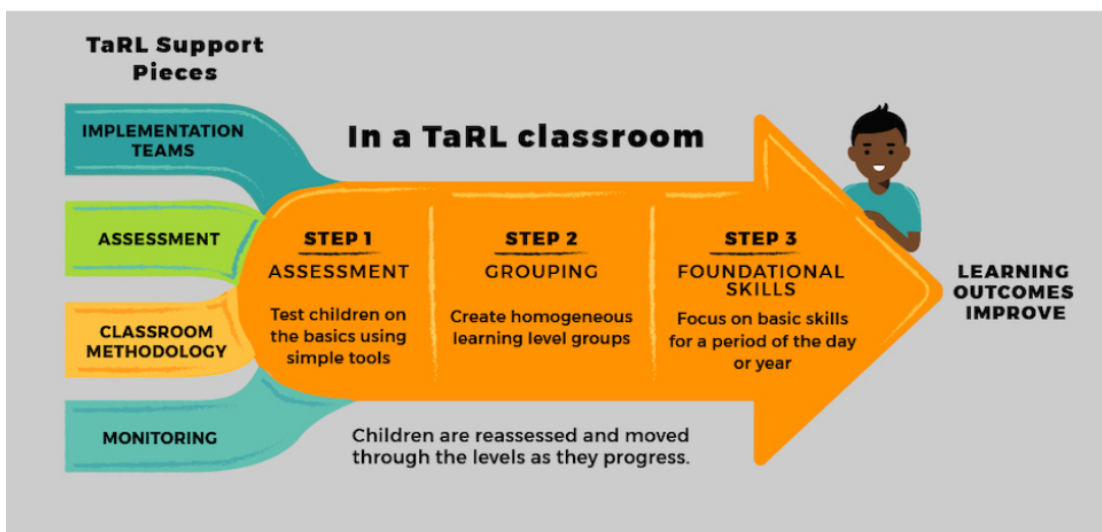 TaRL Support
Pieces
IMPLEMENTATION
TEAMS
ASSESSMENT
CLASSROOM
METHODOLOGY
MONITORING
In a TaRL classroom
STEP 1
ASSESSMENT
Test children on
the basics using
simple tools
STEP 2
GROUPING
Create homogeneous
learning level groups
STEP 3
FOUNDATIONAL
SKILLS
Focus on basic skills
for a period of the day
or year
LEARNING
OUTCOMES
IMPROVE
Children are reassessed and moved
through the levels as they progress.